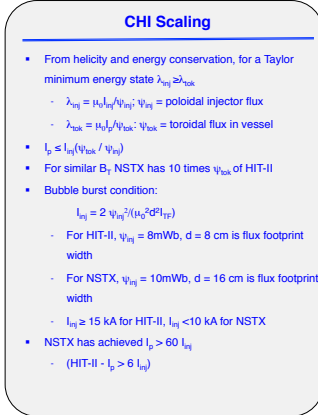 CHI Scaling
▪ From helicity and energy conservation, for a Taylor
minimum energy state λinj ≥λtok
- λinj = μ0Iinj/ψinj; ψinj = poloidal injector flux
- λtok = μ0Ip/ψtok: ψtok = toroidal flux in vessel
▪ Ip ≤ Iinj(ψtok / ψinj)
▪ For similar BT NSTX has 10 times ψtok of HIT-II
▪ Bubble burst condition:
Iinj = 2 ψinj²/(μ0²d²ITF)
- For HIT-II, ψinj = 8mWb, d = 8 cm is flux footprint
width
- For NSTX, ψinj = 10mWb, d = 16 cm is flux footprint
width
- Iinj ≥ 15 kA for HIT-II, Iinj <10 kA for NSTX
▪ NSTX has achieved Ip > 60 Iinj
- (HIT-II - Ip > 6 Iinj)